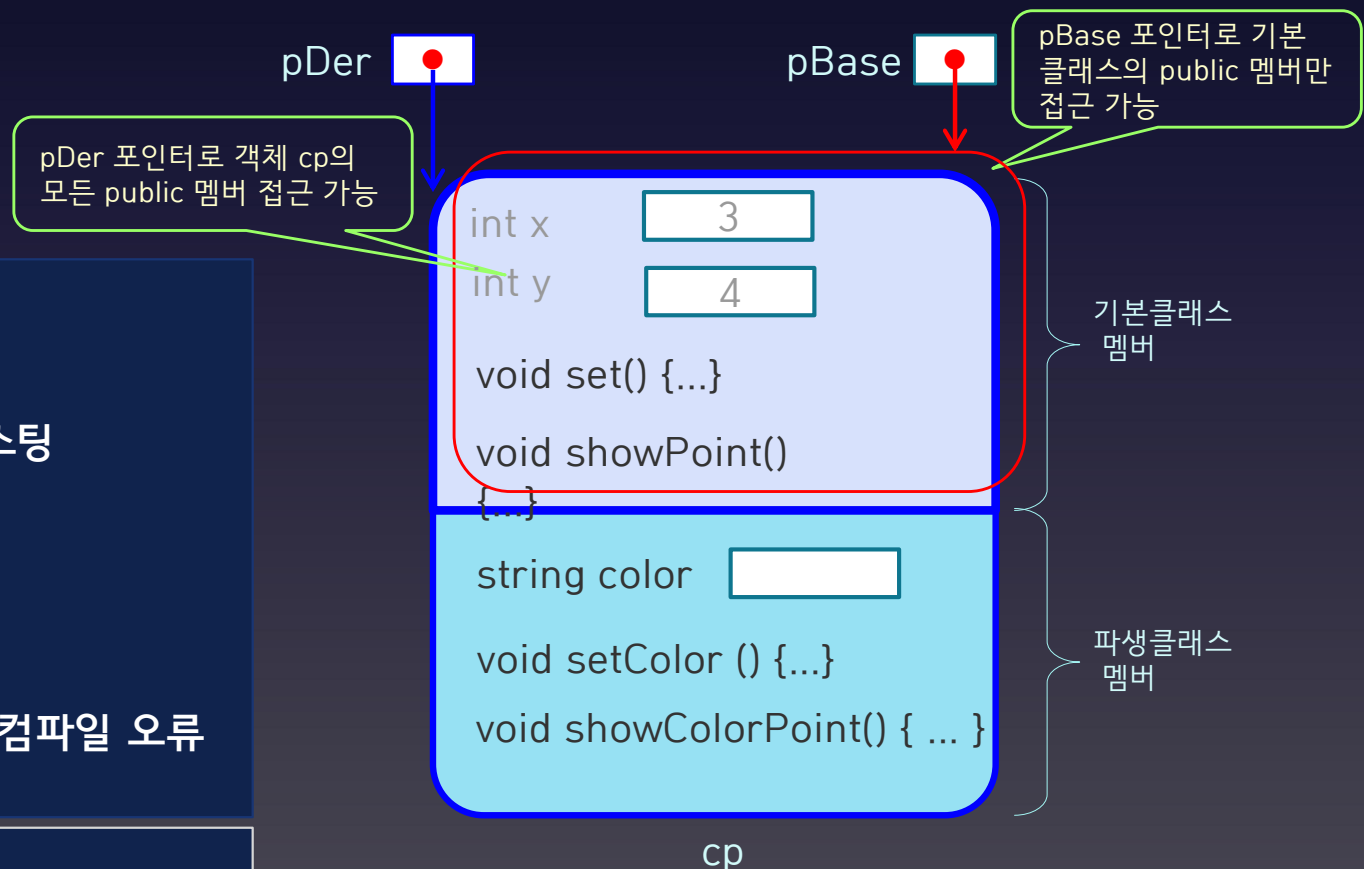 pDer
pBase
pBase 포인터로 기본
클래스의 public 멤버만
접근 가능
pDer 포인터로 객체 cp의
모든 public 멤버 접근 가능
int x
3
int y
4
void set() {...}
void showPoint()
{...}
기본클래스
멤버
스팅
string color
void setColor () {...}
void showColorPoint() { ... }
파생클래스
멤버
컴파일 오류
cp